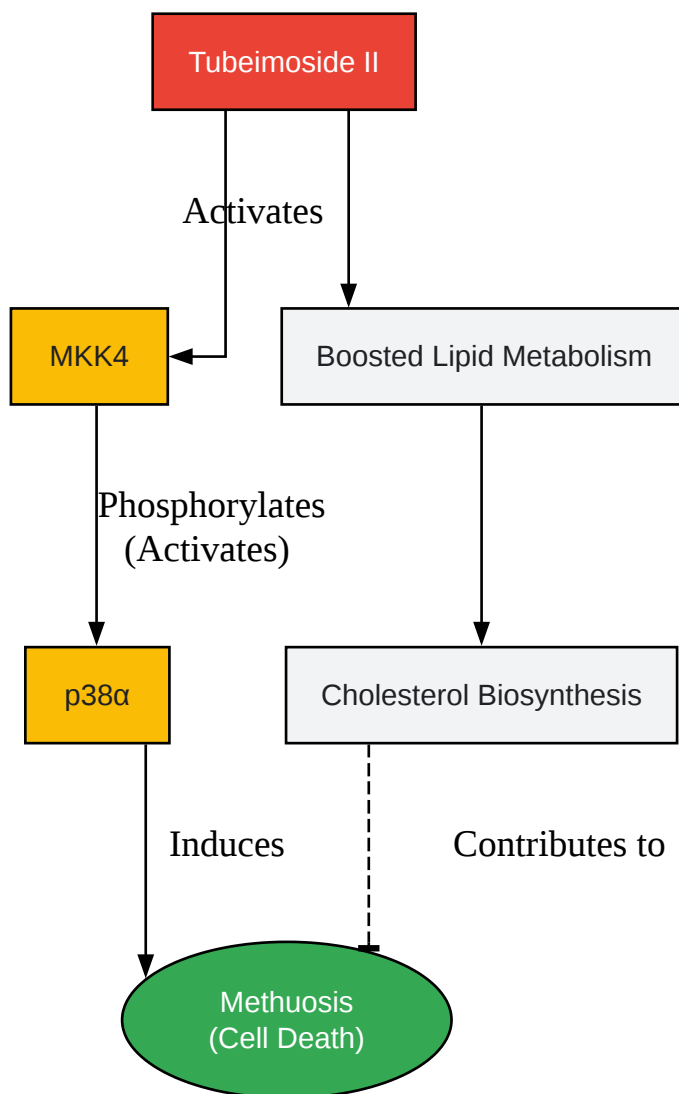 Tubeimoside II
Activates
MKK4
Boosted Lipid Metabolism
Phosphorylates
(Activates)
p38α
Cholesterol Biosynthesis
Induces
Contributes to
Methuosis
(Cell Death)